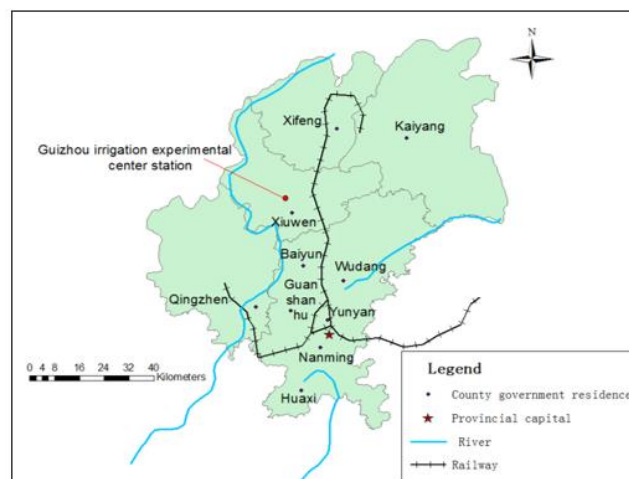 N
Xifeng
Kaiyang
Guizhou irrigation experimental
center station
Xiuwen
Baiyun
Wudang
Guan
shan
hu
Qingzhen
Yunyan
Nanming
Huaxi
0 4 8 16 24 32 40
Kilometers
Legend
County government residence
Provincial capital
River
Railway